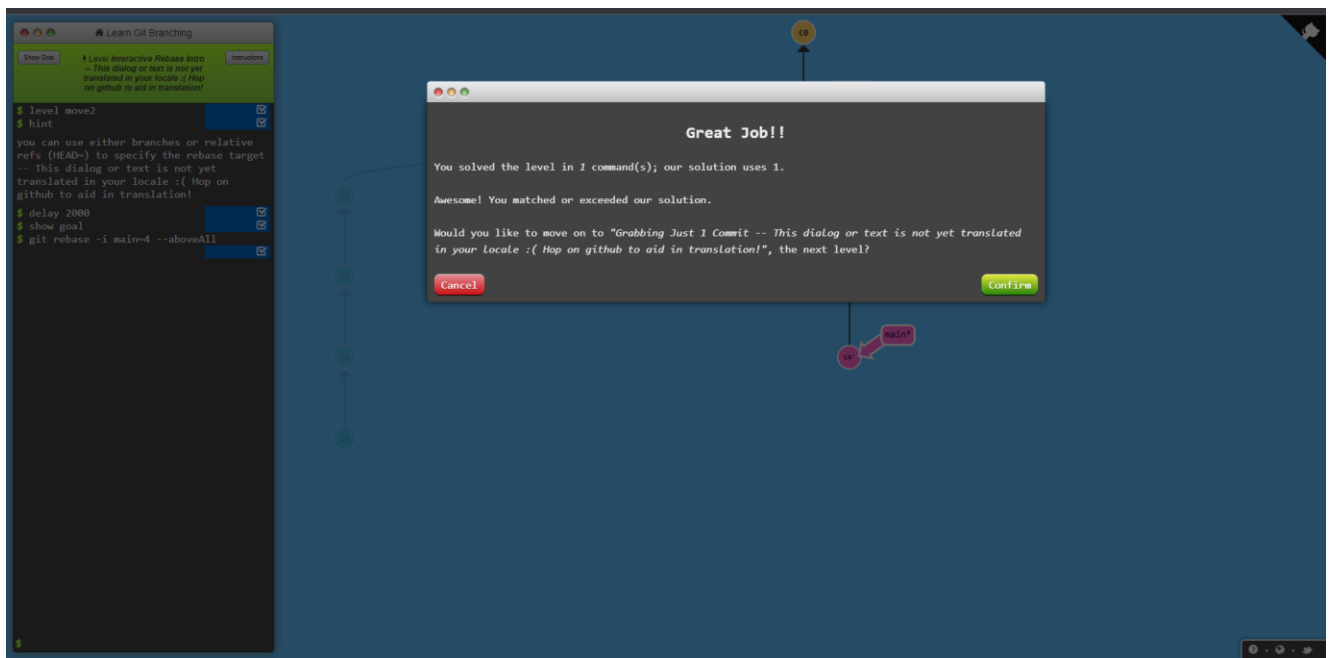 Learn Git Branching
Show Goal
Level Interactive Rebase Intro
-- This dialog or text is not yet
translated in your locale :( Hop
on github to aid in translation!
Instructions
$ level move2
$ hint
you can use either branches or relative
refs (HEAD~) to specify the rebase target
-- This dialog or text is not yet
translated in your locale :( Hop on
github to aid in translation!
$ delay 2000
$ show goal
$ git rebase -i main~4 --aboveAll
$
C0
Great Job!!
You solved the level in 1 command(s); our solution uses 1.
Awesome! You matched or exceeded our solution.
Would you like to move on to "Grabbing Just 1 Commit -- This dialog or text is not yet translated
in your locale :( Hop on github to aid in translation!", the next level?
Cancel
Confirm
main*
C4'